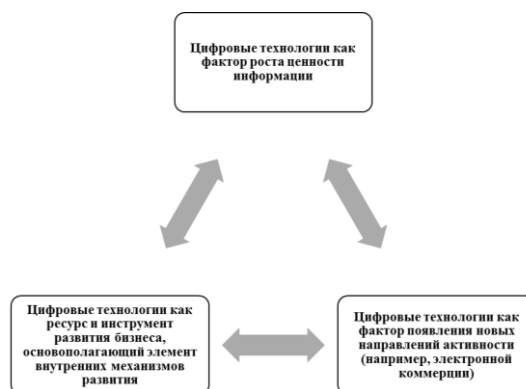 Цифровые технологии как
фактор роста ценности
информации
Цифровые технологии как
ресурс и инструмент
развития бизнеса,
основополагающий элемент
внутренних механизмов
развития
Цифровые технологии как
фактор появления новых
направлений активности
(например, электронной
коммерции)